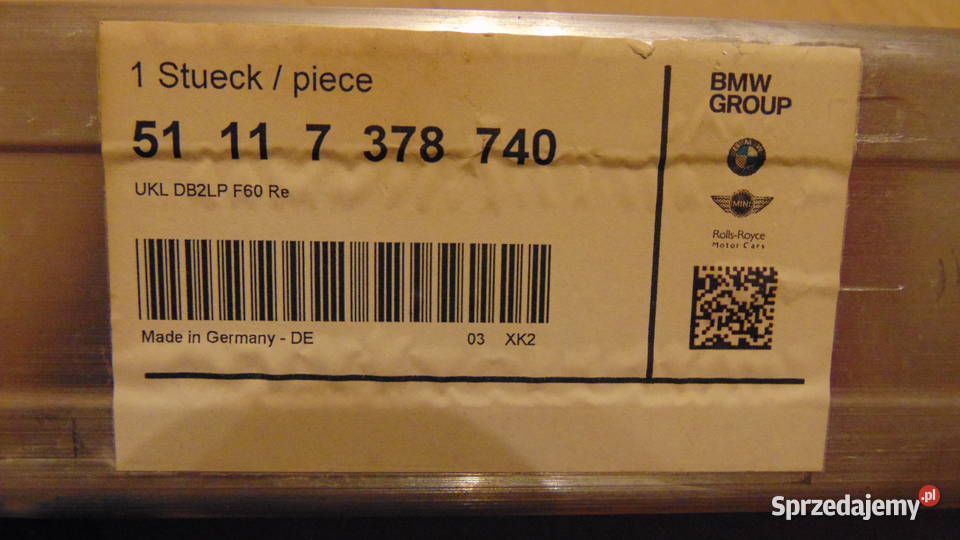 1 Stueck / piece
51 11 7 378 740
UKL DB2LP F60 Re
Made in Germany - DE
03 XK2
BMW
GROUP
MINI
Rolls-Royce
Motor Cars
Sprzedajemy.pl